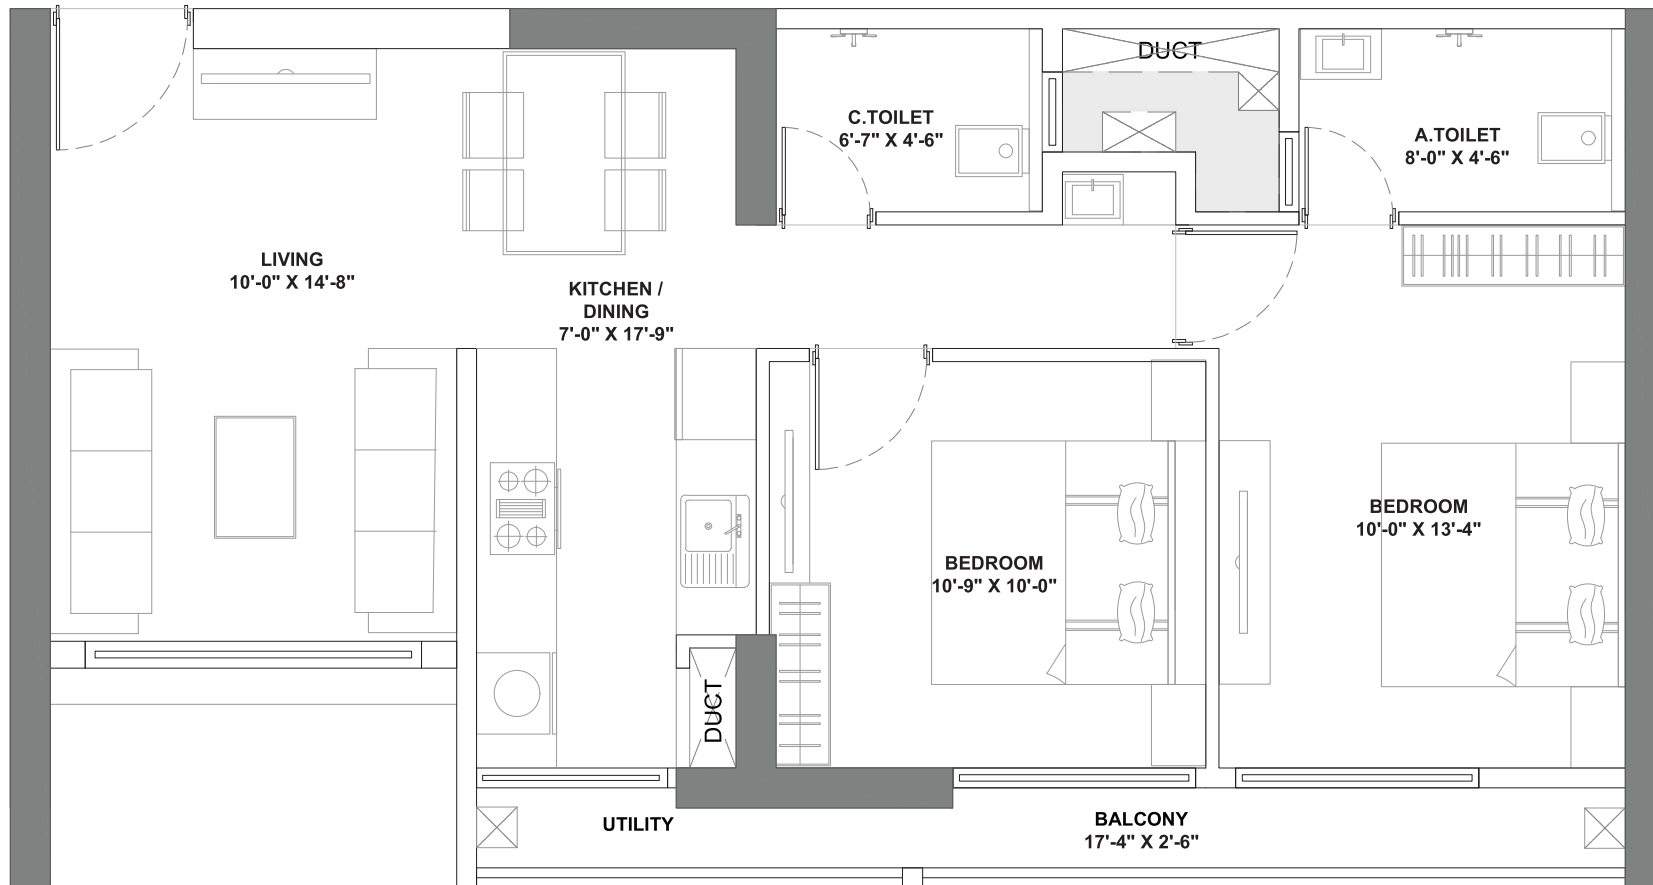 DUCT
C.TOILET
6'-7" X 4'-6"
A.TOILET
8'-0" X 4'-6"
LIVING
10'-0" X 14'-8"
KITCHEN /
DINING
7'-0" X 17'-9"
BEDROOM
10'-0" X 13'-4"
BEDROOM
10'-9" X 10'-0"
DUCT
UTILITY
BALCONY
17'-4" X 2'-6"